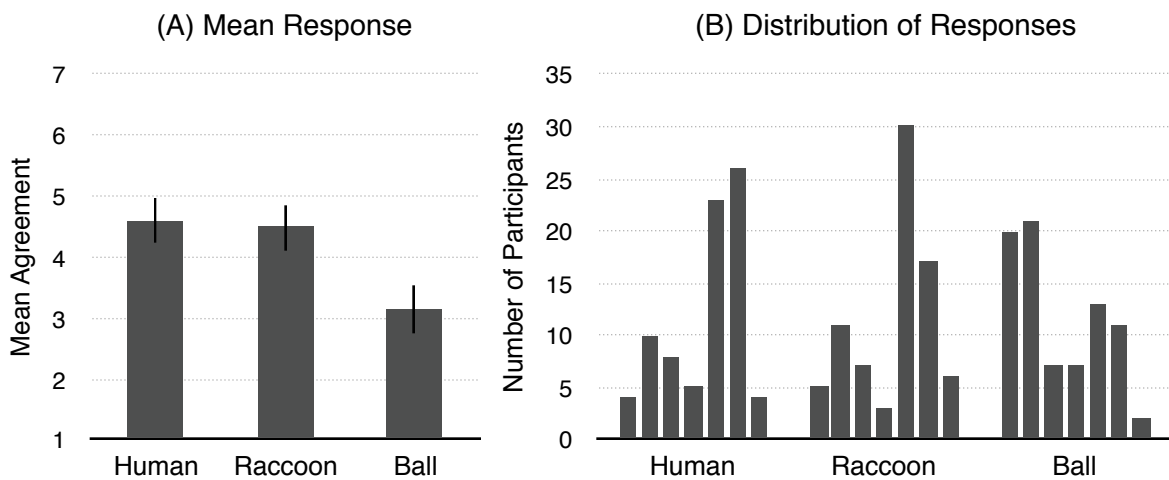 (A) Mean Response
Mean Agreement
7
6
5
4
3
2
1
Human Raccoon Ball
(B) Distribution of Responses
Number of Participants
35
30
25
20
15
10
5
0
Human Raccoon Ball